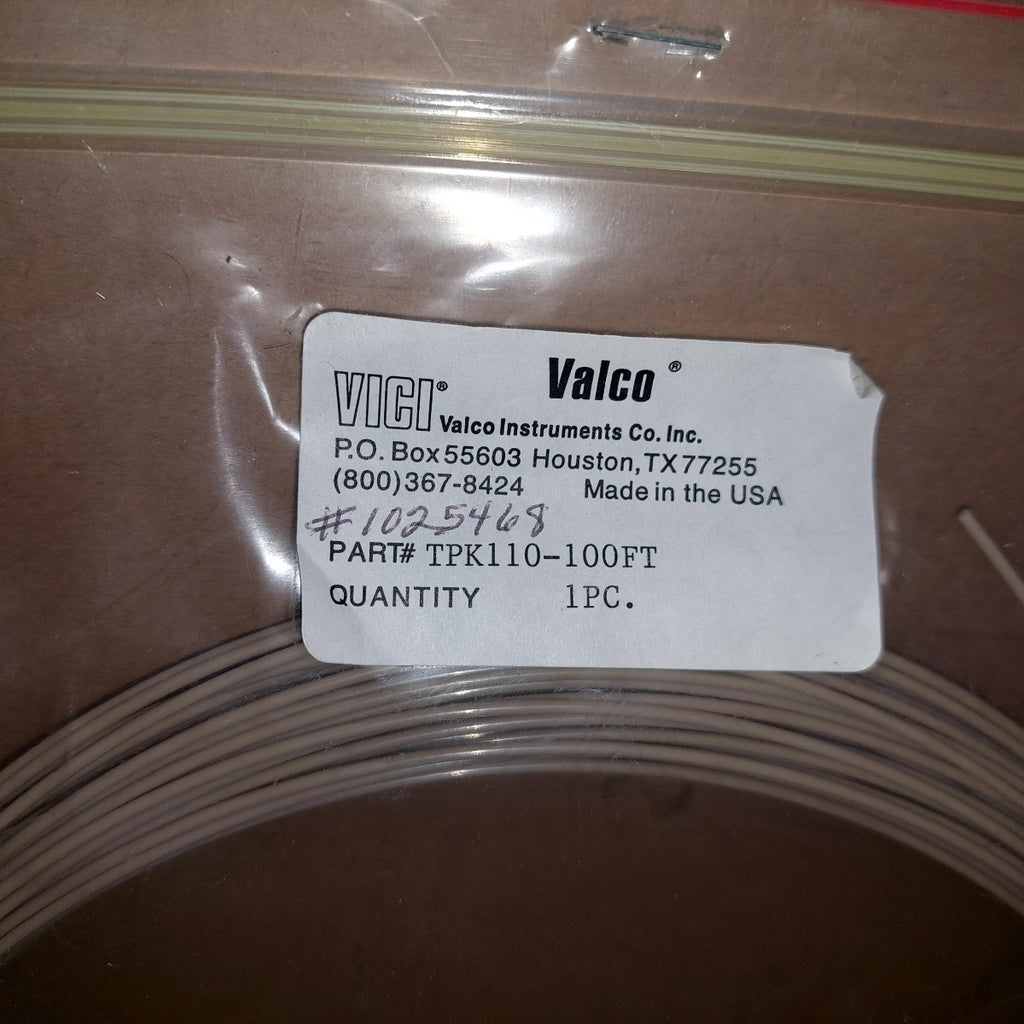 Valco®
VICI® Valco Instruments Co. Inc.
P.O. Box 55603 Houston, TX 77255
(800)367-8424 Made in the USA
#1025468
PART# TPK110-100FT
QUANTITY 1PC.